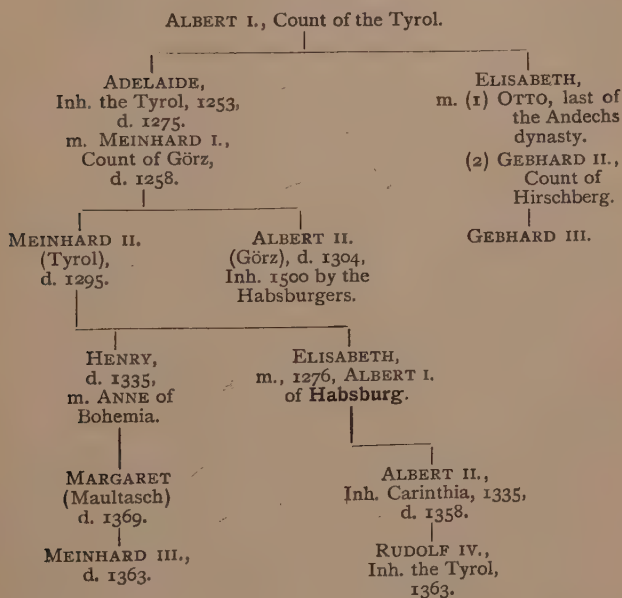 ALBERT I., Count of the Tyrol.
ADELAIDE,
Inh. the Tyrol, 1253,
d. 1275.
m. MEINHARD I.,
Count of Görz,
d. 1258.
ELISABETH,
m. (1) OTTO, last of
the Andechs
dynasty.
(2) GEBHARD II.,
Count of
Hirschberg.
GEBHARD III.
MEINHARD II.
(Tyrol),
d. 1295.
ALBERT II.
(Görz), d. 1304,
Inh. 1500 by the
Habsburgers.
HENRY,
d. 1335,
m. ANNE of
Bohemia.
ELISABETH,
m., 1276, ALBERT I.
of Habsburg.
MARGARET
(Maultasch)
d. 1369.
MEINHARD III.,
d. 1363.
ALBERT II.,
Inh. Carinthia, 1335,
d. 1358.
RUDOLF IV.,
Inh. the Tyrol,
1363.